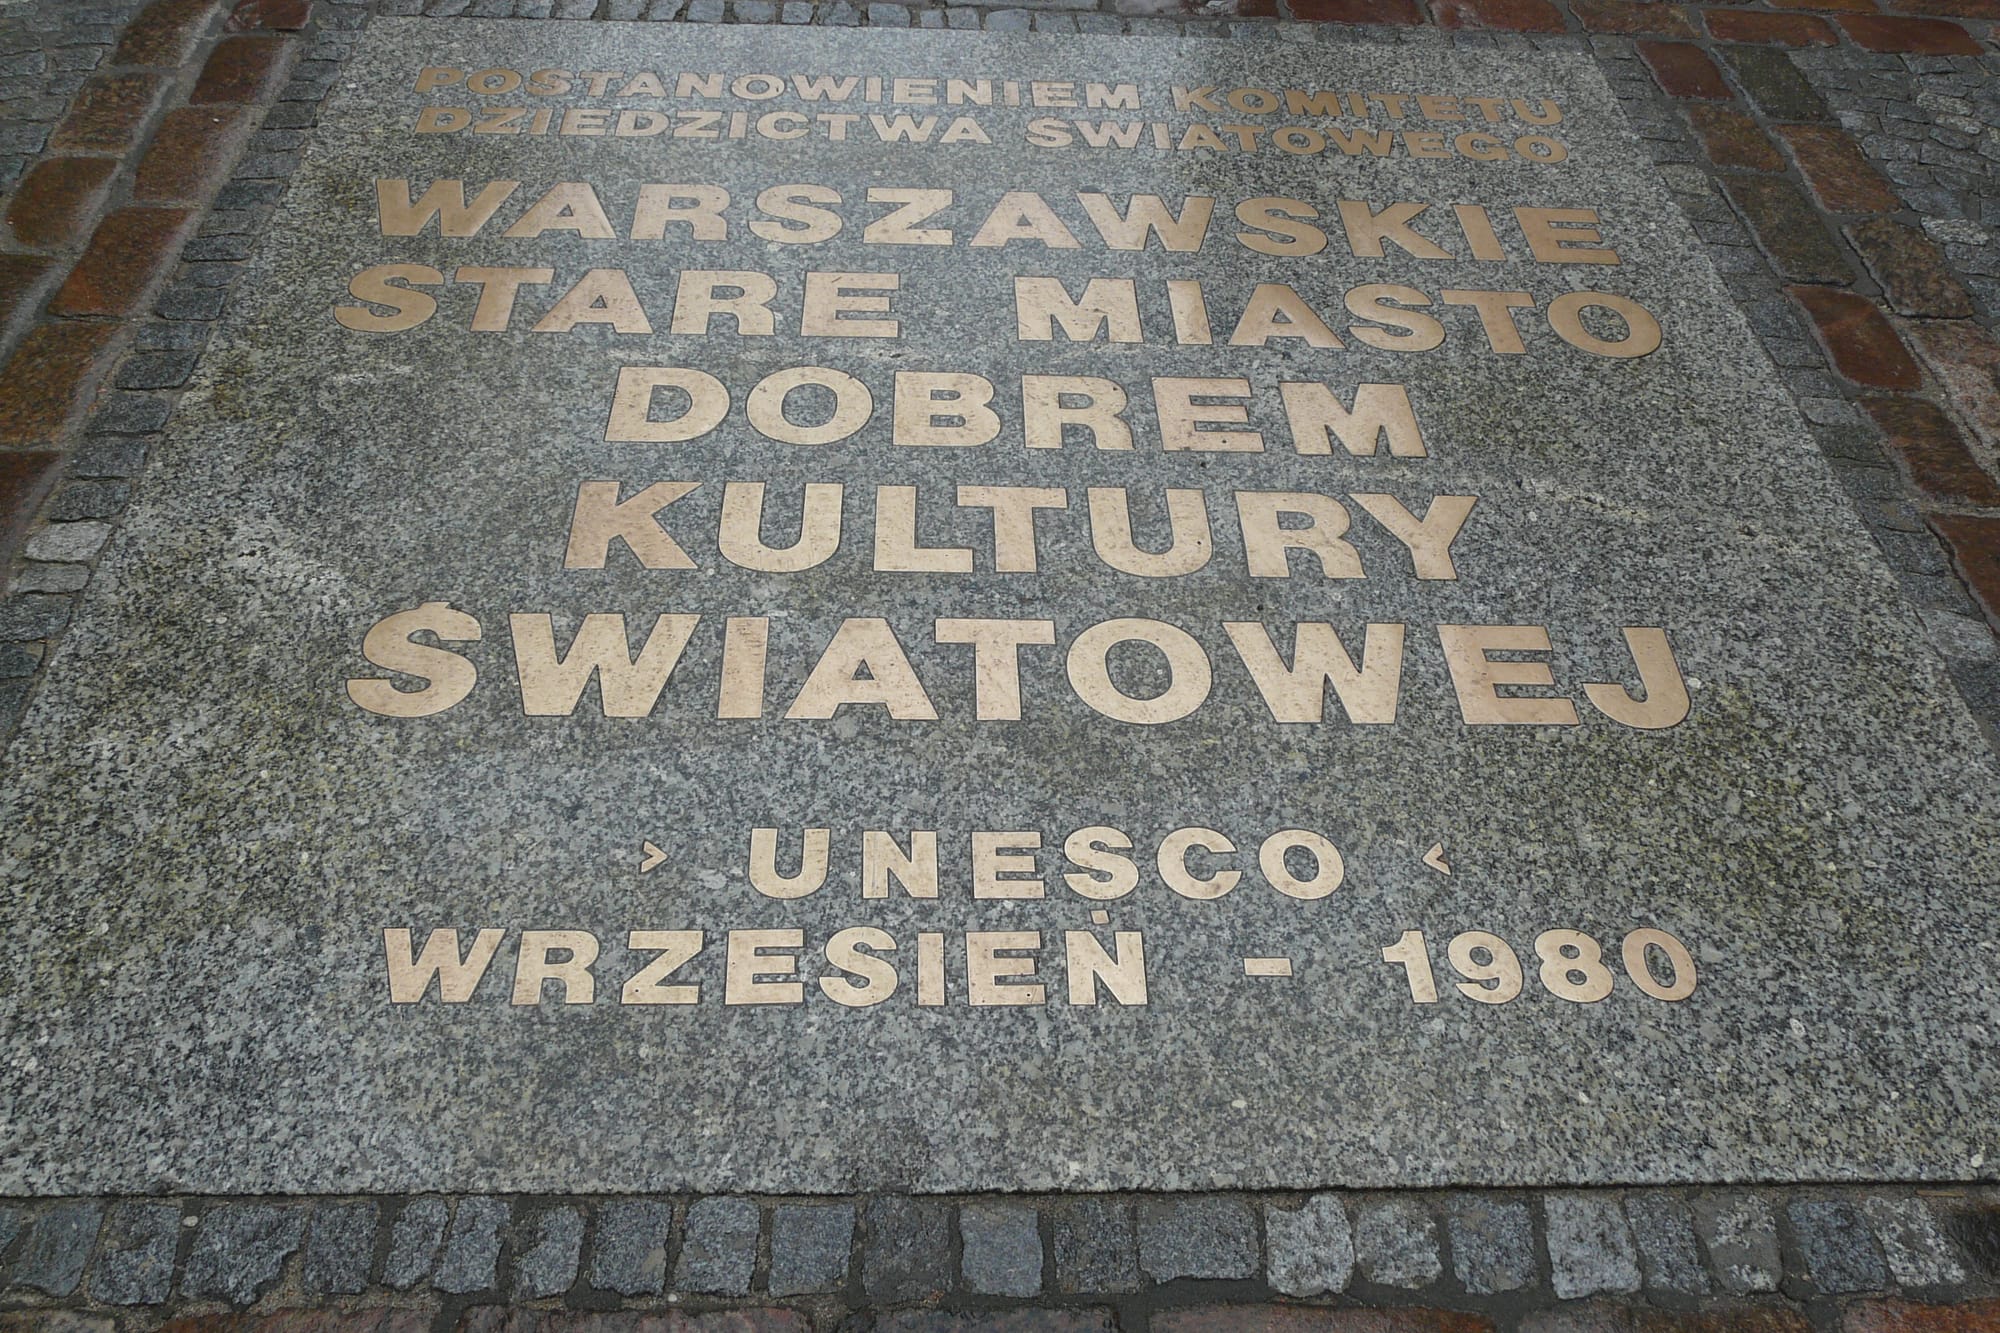 POSTANOWIENIEM KOMITETU
DZIEDZICTWA ŚWIATOWEGO
WARSZAWSKIE
STARE MIASTO
DOBREM
KULTURY
ŚWIATOWEJ
> UNESCO <
WRZESIEŃ - 1980